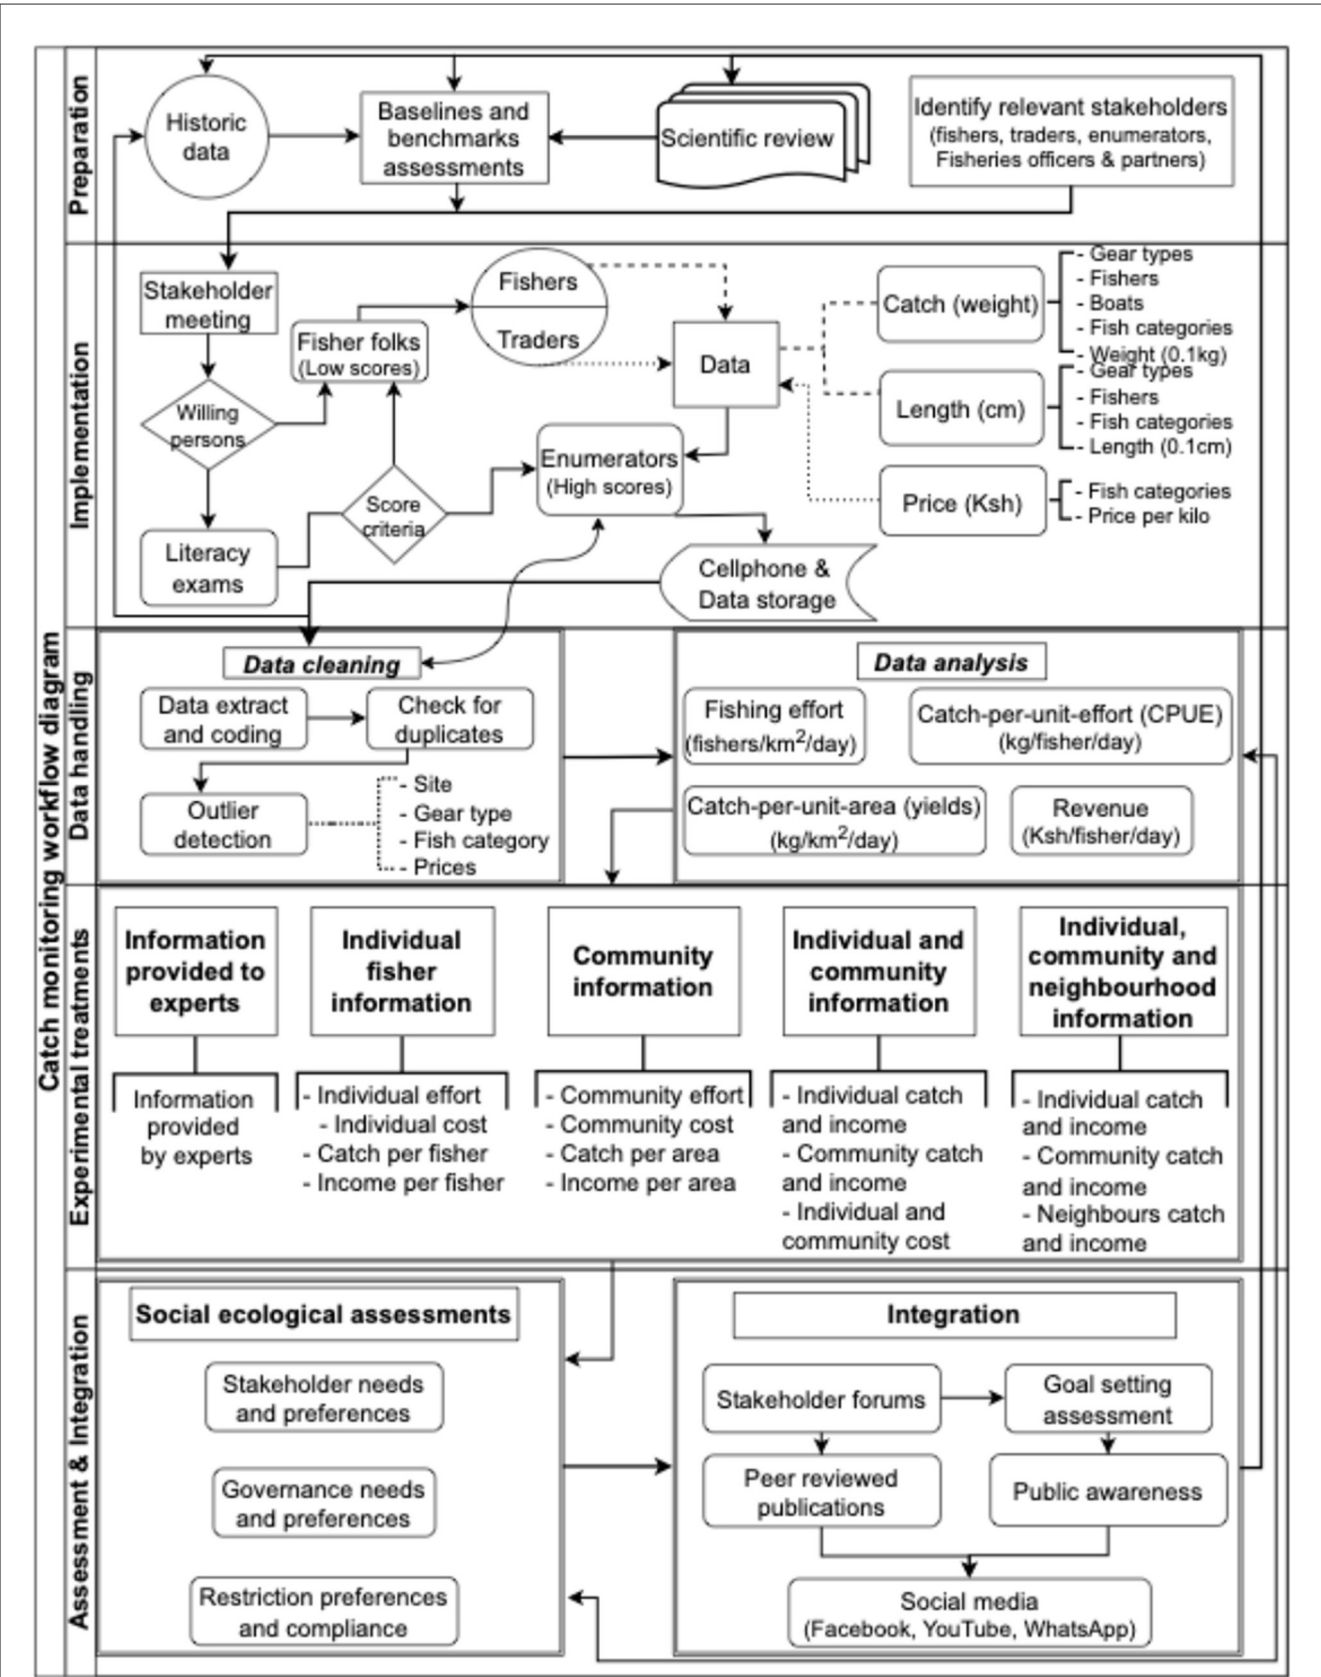 Catch monitoring workflow diagram
Preparation
Historic
data
Baselines and
benchmarks
assessments
Scientific review
Identify relevant stakeholders
(fishers, traders, enumerators,
Fisheries officers & partners)
Implementation
Stakeholder
meeting
Willing
persons
Literacy
exams
Fisher folks
(Low scores)
Score
criteria
Fishers
Traders
Data
Enumerators
(High scores)
Cellphone &
Data storage
Catch (weight)
- Gear types
- Fishers
- Boats
- Fish categories
- Weight (0.1kg)
Length (cm)
- Gear types
- Fishers
- Fish categories
- Length (0.1cm)
Price (Ksh)
- Fish categories
- Price per kilo
Data handling
Data cleaning
Data extract
and coding
Check for
duplicates
Outlier
detection
- Site
- Gear type
- Fish category
- Prices
Data analysis
Fishing effort
(fishers/km²/day)
Catch-per-unit-effort (CPUE)
(kg/fisher/day)
Catch-per-unit-area (yields)
(kg/km²/day)
Revenue
(Ksh/fisher/day)
Experimental treatments
Information
provided to
experts
Information
provided
by experts
Individual
fisher
information
- Individual effort
- Individual cost
- Catch per fisher
- Income per fisher
Community
information
- Community effort
- Community cost
- Catch per area
- Income per area
Individual and
community
information
- Individual catch
and income
- Community catch
and income
- Individual and
community cost
Individual,
community and
neighbourhood
information
- Individual catch
and income
- Community catch
and income
- Neighbours catch
and income
Assessment & Integration
Social ecological assessments
Stakeholder needs
and preferences
Governance needs
and preferences
Restriction preferences
and compliance
Integration
Stakeholder forums
Goal setting
assessment
Peer reviewed
publications
Public awareness
Social media
(Facebook, YouTube, WhatsApp)